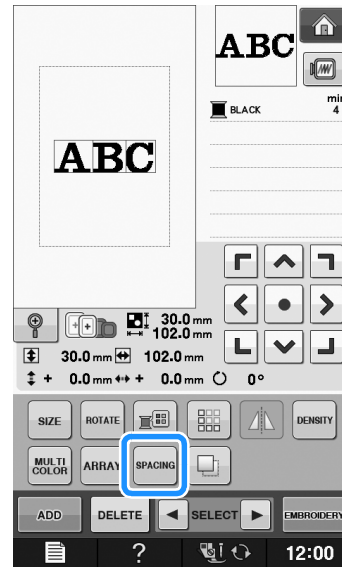 ABC
BLACK
min
4
ABC
30.0 mm
102.0 mm
30.0 mm 102.0 mm
+ 0.0 mm + 0.0 mm 0°
SIZE ROTATE DENSITY
MULTI COLOR ARRAY SPACING
ADD DELETE SELECT EMBROIDERY
? 12:00